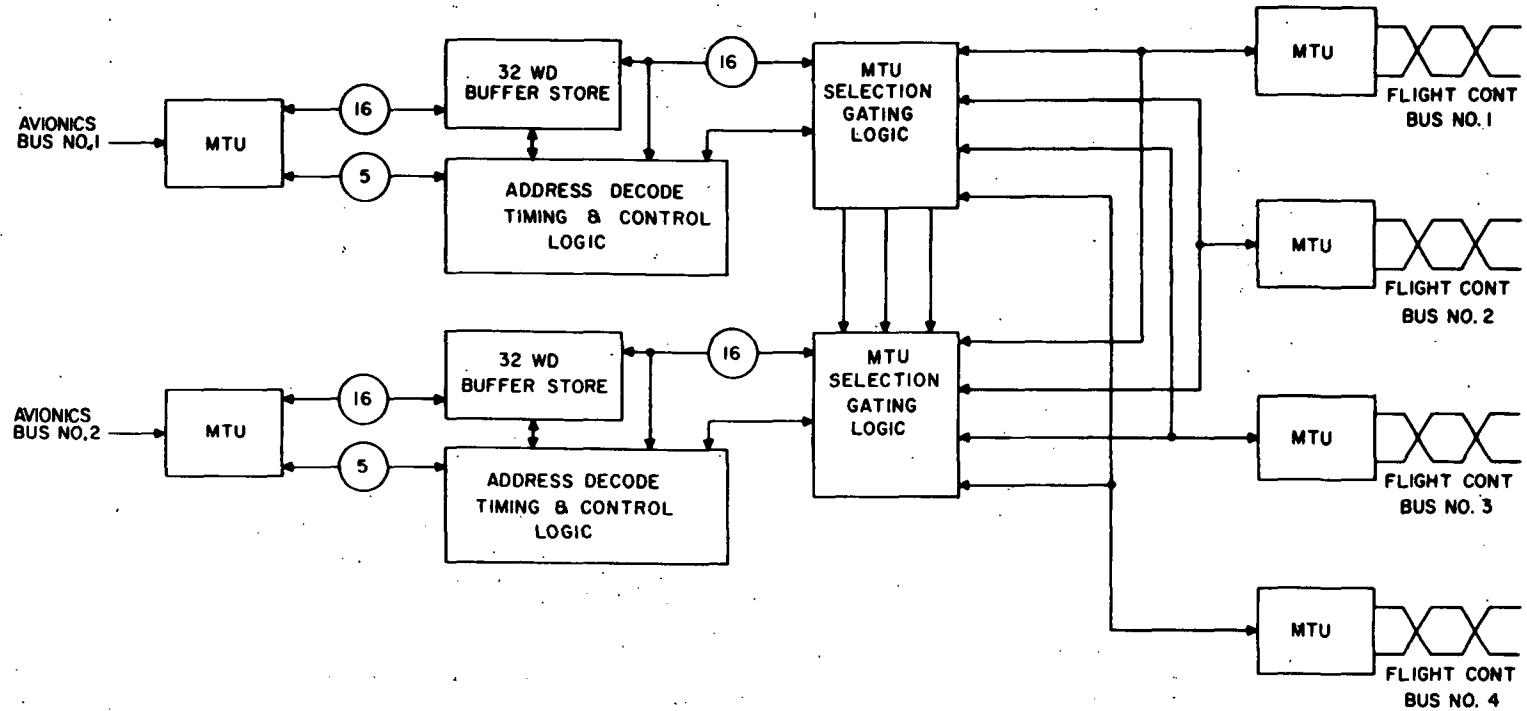 AVIONICS
BUS NO.1
MTU
16
5
32 WD
BUFFER STORE
ADDRESS DECODE
TIMING & CONTROL
LOGIC
16
MTU
SELECTION
GATING
LOGIC
MTU
FLIGHT CONT
BUS NO. 1
MTU
FLIGHT CONT
BUS NO. 2
AVIONICS
BUS NO.2
MTU
16
5
32 WD
BUFFER STORE
ADDRESS DECODE
TIMING & CONTROL
LOGIC
16
MTU
SELECTION
GATING
LOGIC
MTU
FLIGHT CONT
BUS NO. 3
MTU
FLIGHT CONT
BUS NO. 4